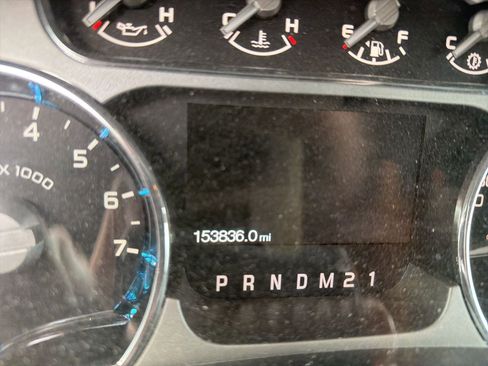 L H
C H
E F
C
4
5
6
7
X 1000
153836.0 mi
P R N D M 2 1